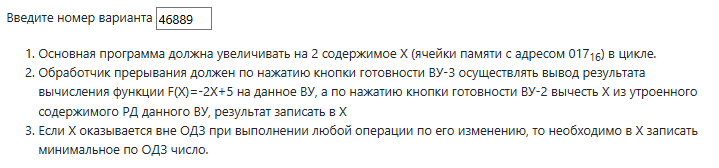 Введите номер варианта 46889
1. Основная программа должна увеличивать на 2 содержимое X (ячейки памяти с адресом 017₁₆) в цикле.
2. Обработчик прерывания должен по нажатию кнопки готовности ВУ-3 осуществлять вывод результата
вычисления функции F(X)=-2X+5 на данное ВУ, а по нажатию кнопки готовности ВУ-2 вычесть X из утроенного
содержимого РД данного ВУ, результат записать в X
3. Если X оказывается вне ОДЗ при выполнении любой операции по его изменению, то необходимо в X записать
минимальное по ОДЗ число.